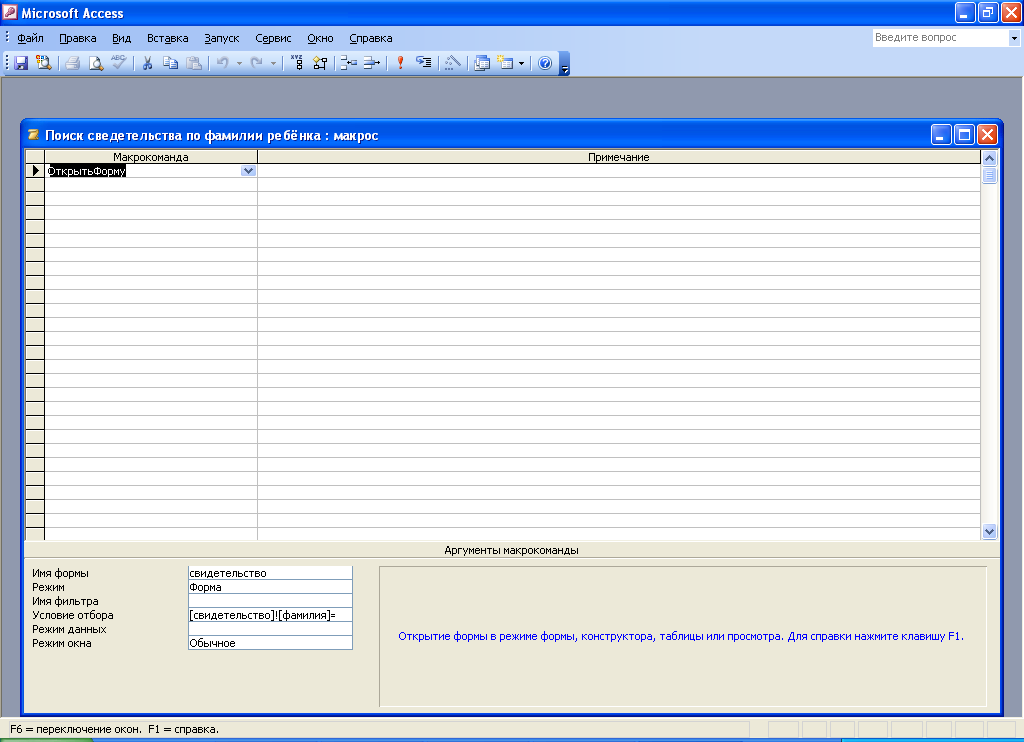 Microsoft Access
Файл Правка Вид Вставка Запуск Сервис Окно Справка
Введите вопрос
Поиск сведетельства по фамилии ребёнка : макрос
Макрокоманда Примечание
ОткрытьФорму
Аргументы макрокоманды
Имя формы свидетельство
Режим Форма
Имя фильтра
Условие отбора [свидетельство]![фамилия]=
Режим данных
Режим окна Обычное
Открытие формы в режиме формы, конструктора, таблицы или просмотра. Для справки нажмите клавишу F1.
F6 = переключение окон. F1 = справка.